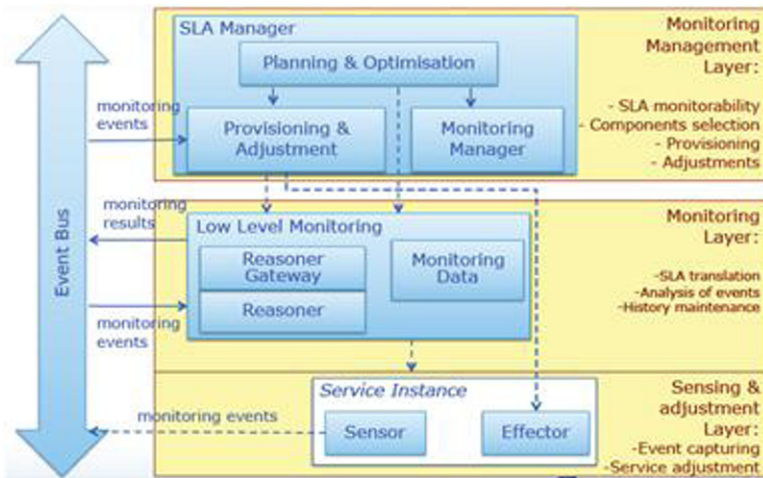 SLA Manager
Planning & Optimisation
Provisioning &
Adjustment
Monitoring
Manager
Monitoring
Management
Layer:
- SLA monitorability
- Components selection
- Provisioning
- Adjustments
monitoring
events
Event Bus
monitoring
results
monitoring
events
Low Level Monitoring
Reasoner
Gateway
Reasoner
Monitoring
Data
Monitoring
Layer:
-SLA translation
-Analysis of events
-History maintenance
monitoring events
Service Instance
Sensor
Effector
Sensing &
adjustment
Layer:
-Event capturing
-Service adjustment